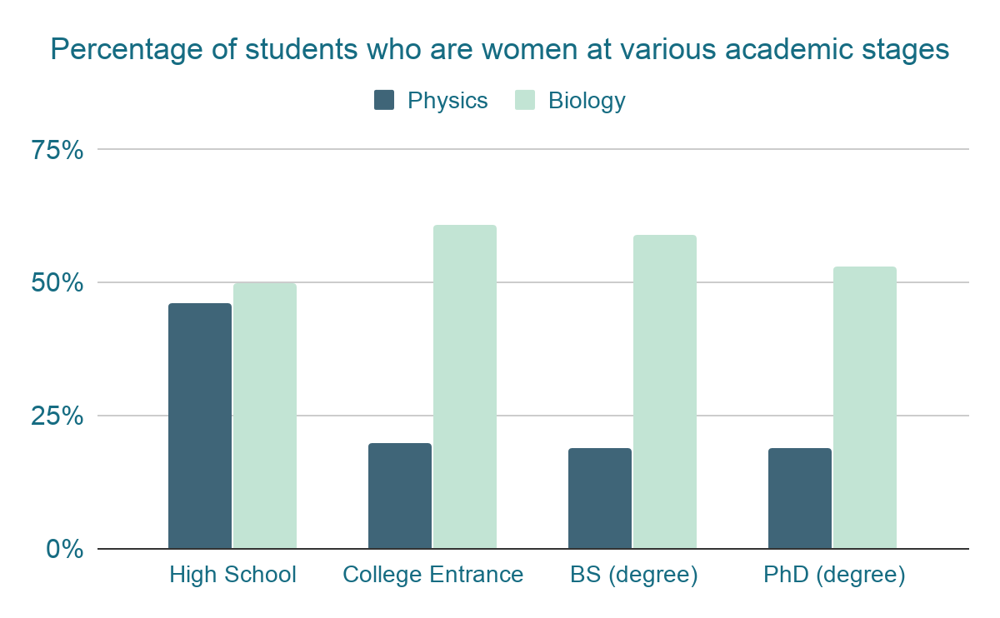 Percentage of students who are women at various academic stages
Physics Biology
75%
50%
25%
0%
High School College Entrance BS (degree) PhD (degree)